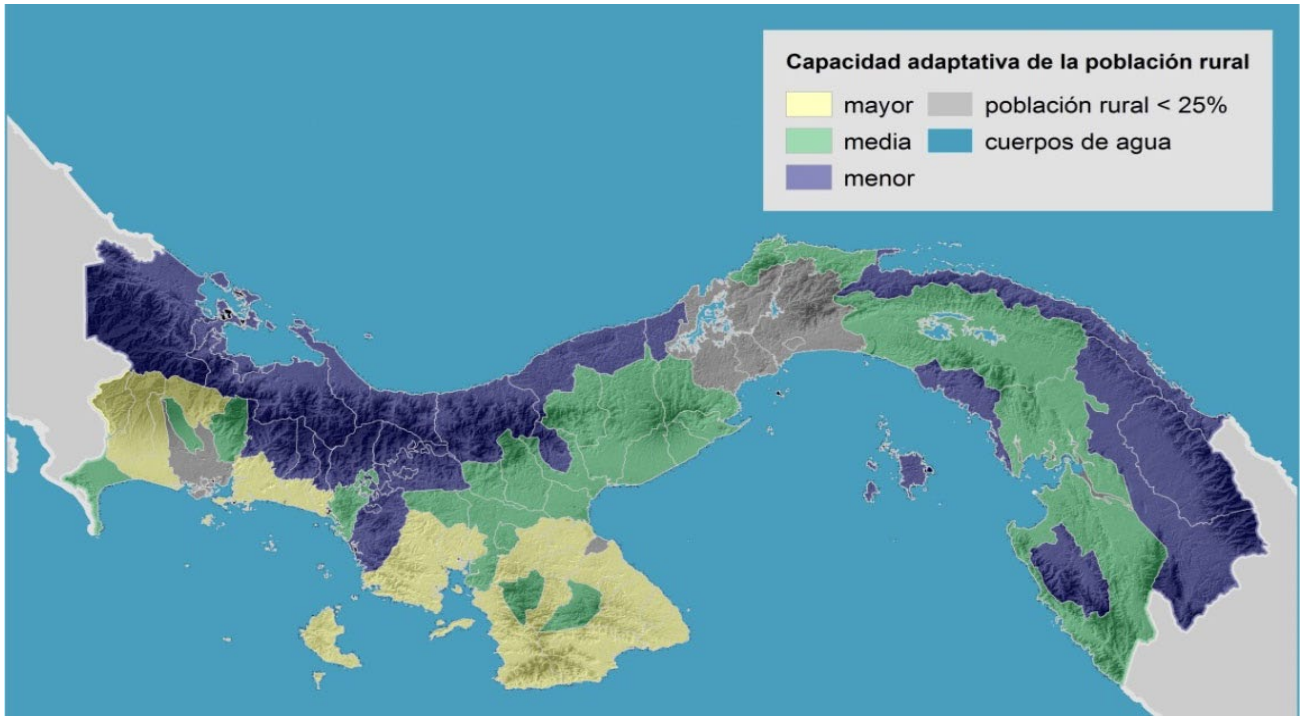 Capacidad adaptativa de la población rural
mayor
población rural < 25%
media
cuerpos de agua
menor